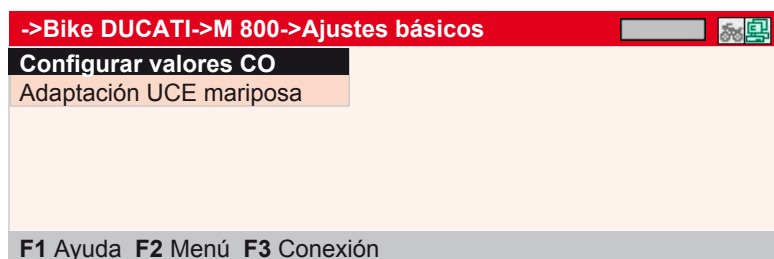 ->Bike DUCATI->M 800->Ajustes básicos
Configurar valores CO
Adaptación UCE mariposa
F1 Ayuda F2 Menú F3 Conexión